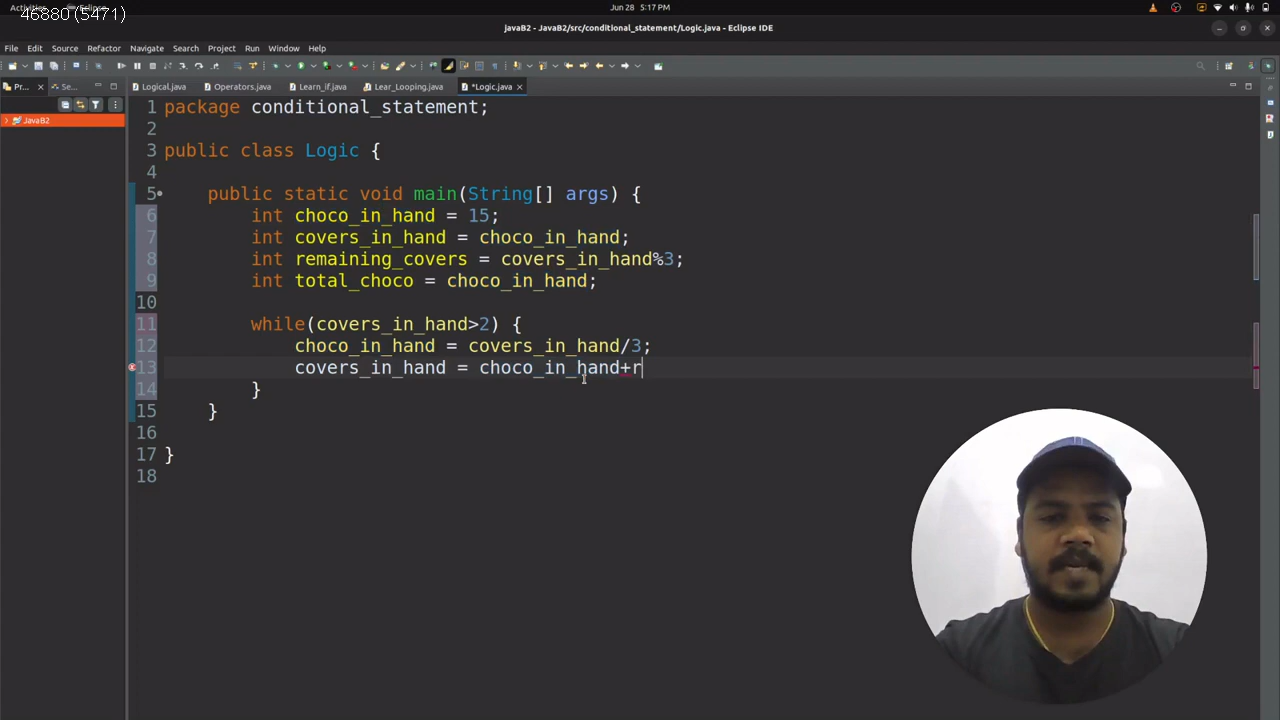 Activities Eclipse Jun 28 5:17 PM
46880 (5471)
javaB2 - JavaB2/src/conditional_statement/Logic.java - Eclipse IDE
File Edit Source Refactor Navigate Search Project Run Window Help
Pr... Se... Logical.java Operators.java Learn_if.java Lear_Looping.java *Logic.java
JavaB2
1 package conditional_statement;
2
3 public class Logic {
4
5 public static void main(String[] args) {
6 int choco_in_hand = 15;
7 int covers_in_hand = choco_in_hand;
8 int remaining_covers = covers_in_hand%3;
9 int total_choco = choco_in_hand;
10
11 while(covers_in_hand>2) {
12 choco_in_hand = covers_in_hand/3;
13 covers_in_hand = choco_in_hand+r
14 }
15 }
16
17 }
18